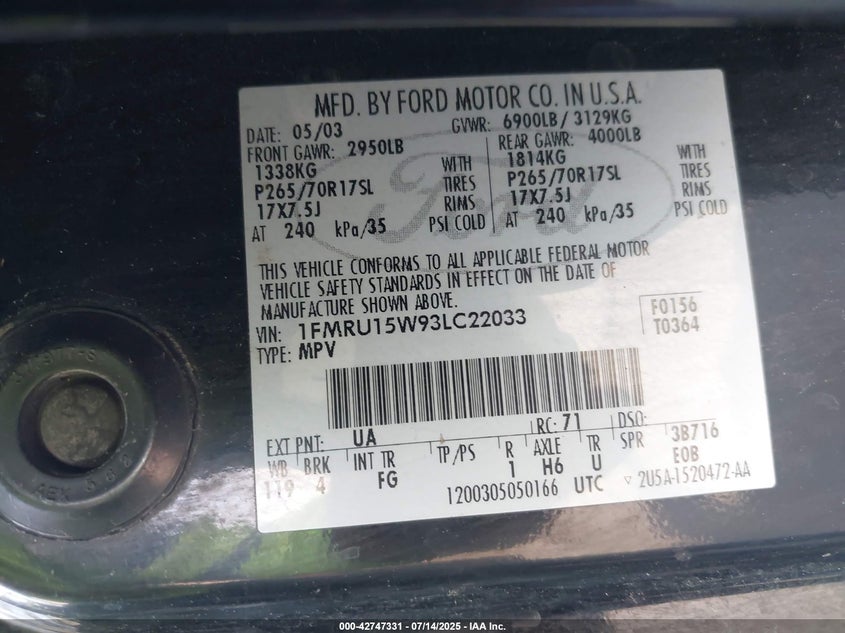 MFD. BY FORD MOTOR CO. IN U.S.A.
DATE: 05/03 GVWR: 6900LB/ 3129KG
FRONT GAWR: 2950LB REAR GAWR: 4000LB
1338KG WITH 1814KG WITH
P265/70R17SL TIRES P265/70R17SL TIRES
17X7.5J RIMS 17X7.5J RIMS
AT 240 kPa/35 PSI COLD AT 240 kPa/35 PSI COLD
Ford
THIS VEHICLE CONFORMS TO ALL APPLICABLE FEDERAL MOTOR
VEHICLE SAFETY STANDARDS IN EFFECT ON THE DATE OF
MANUFACTURE SHOWN ABOVE.
VIN: 1FMRU15W93LC22033
TYPE: MPV
F0156
T0364
EXT PNT: UA RC: 71 DSO:
WB BRK INT TR TP/PS R AXLE TR SPR 3B716
119 4 FG 1 H6 U EOB
1200305050166 UTC ▽ 2U5A-1520472-AA
000-42747331 - 07/14/2025 - IAA Inc.